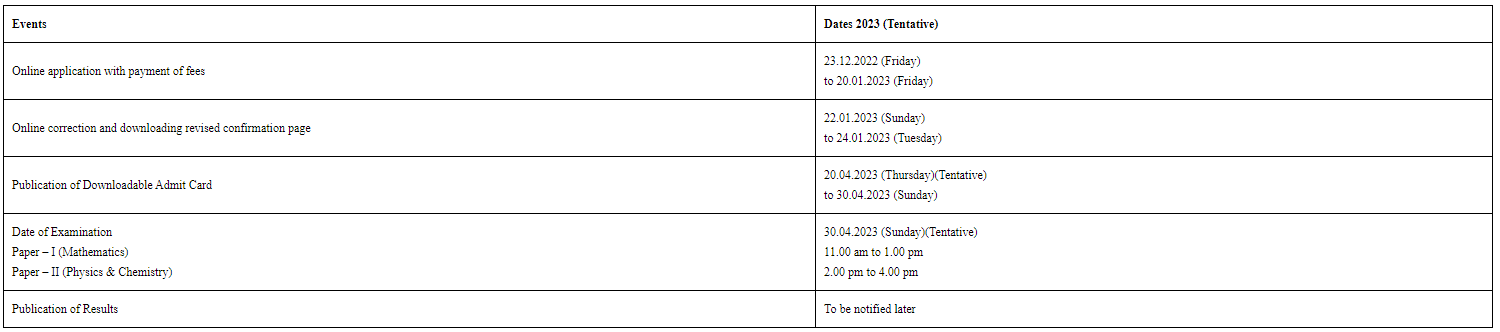 Events
Dates 2023 (Tentative)
Online application with payment of fees
23.12.2022 (Friday)
to 20.01.2023 (Friday)
Online correction and downloading revised confirmation page
22.01.2023 (Sunday)
to 24.01.2023 (Tuesday)
Publication of Downloadable Admit Card
20.04.2023 (Thursday)(Tentative)
to 30.04.2023 (Sunday)
Date of Examination
Paper – I (Mathematics)
Paper – II (Physics & Chemistry)
30.04.2023 (Sunday)(Tentative)
11.00 am to 1.00 pm
2.00 pm to 4.00 pm
Publication of Results
To be notified later